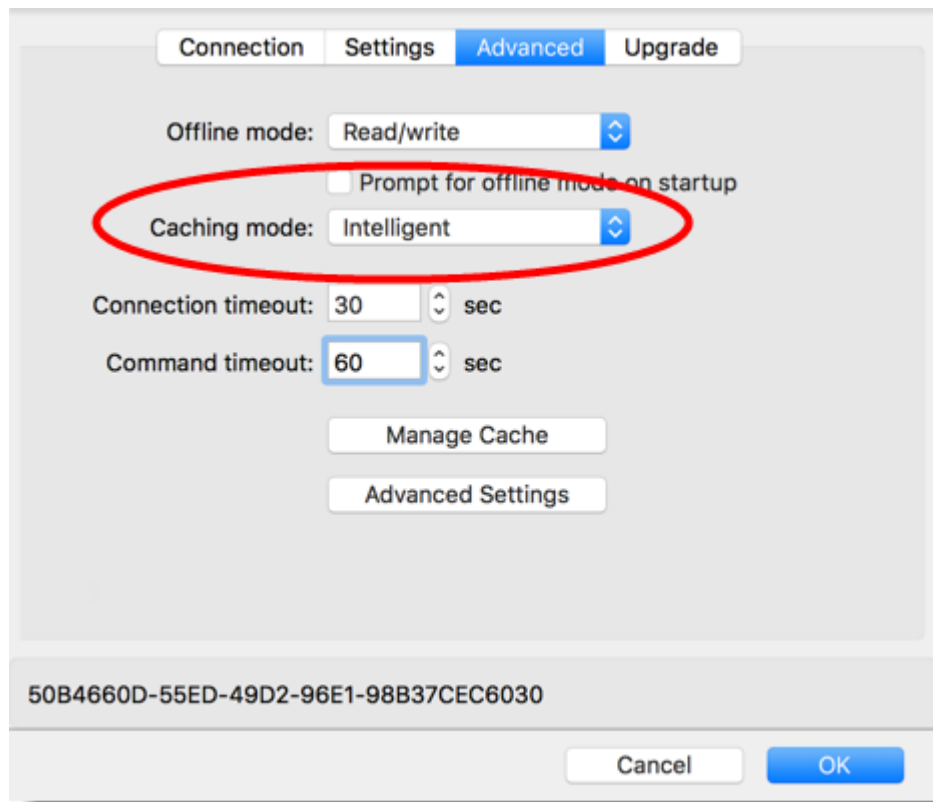 Connection Settings Advanced Upgrade
Offline mode: Read/write
Prompt for offline mode on startup
Caching mode: Intelligent
Connection timeout: 30 sec
Command timeout: 60 sec
Manage Cache
Advanced Settings
50B4660D-55ED-49D2-96E1-98B37CEC6030
Cancel OK